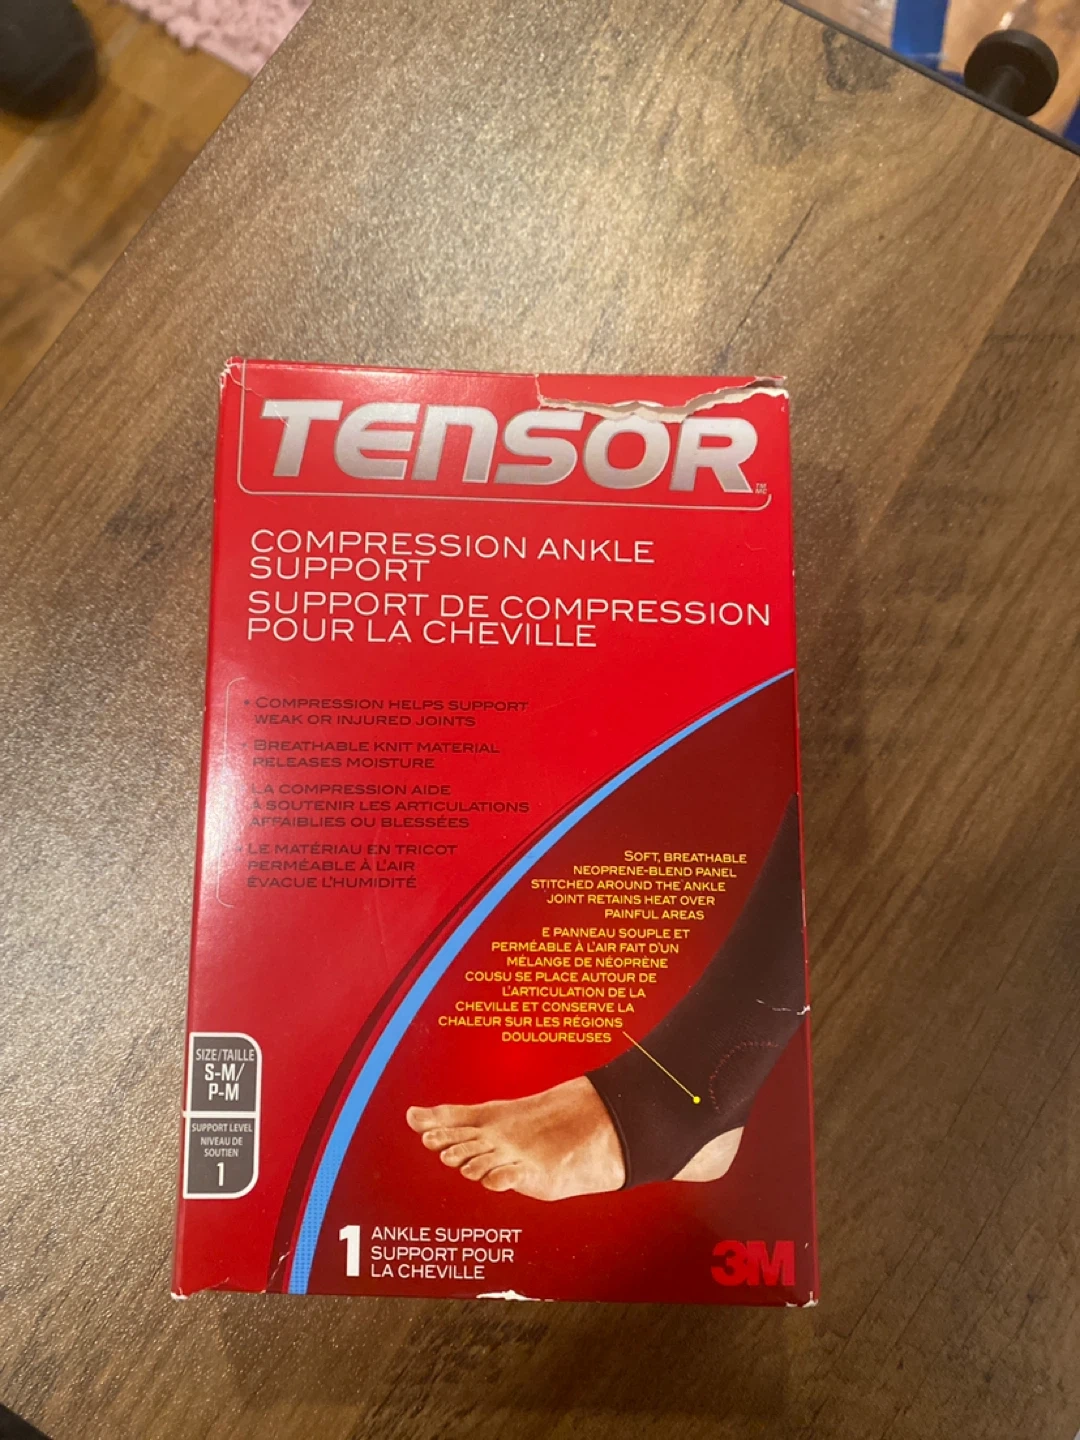 TENSOR
TM
MC
COMPRESSION ANKLE
SUPPORT
SUPPORT DE COMPRESSION
POUR LA CHEVILLE
• COMPRESSION HELPS SUPPORT
WEAK OR INJURED JOINTS
• BREATHABLE KNIT MATERIAL
RELEASES MOISTURE
LA COMPRESSION AIDE
À SOUTENIR LES ARTICULATIONS
AFFAIBLIES OU BLESSÉES
• LE MATÉRIAU EN TRICOT
PERMÉABLE À L'AIR
ÉVACUE L'HUMIDITÉ
SOFT, BREATHABLE
NEOPRENE-BLEND PANEL
STITCHED AROUND THE ANKLE
JOINT RETAINS HEAT OVER
PAINFUL AREAS
E PANNEAU SOUPLE ET
PERMÉABLE À L'AIR FAIT D'UN
MÉLANGE DE NÉOPRÈNE
COUSU SE PLACE AUTOUR DE
L'ARTICULATION DE LA
CHEVILLE ET CONSERVE LA
CHALEUR SUR LES RÉGIONS
DOULOUREUSES
SIZE/TAILLE
S-M/
P-M
SUPPORT LEVEL
NIVEAU DE
SOUTIEN
1
1 ANKLE SUPPORT
SUPPORT POUR
LA CHEVILLE
3M